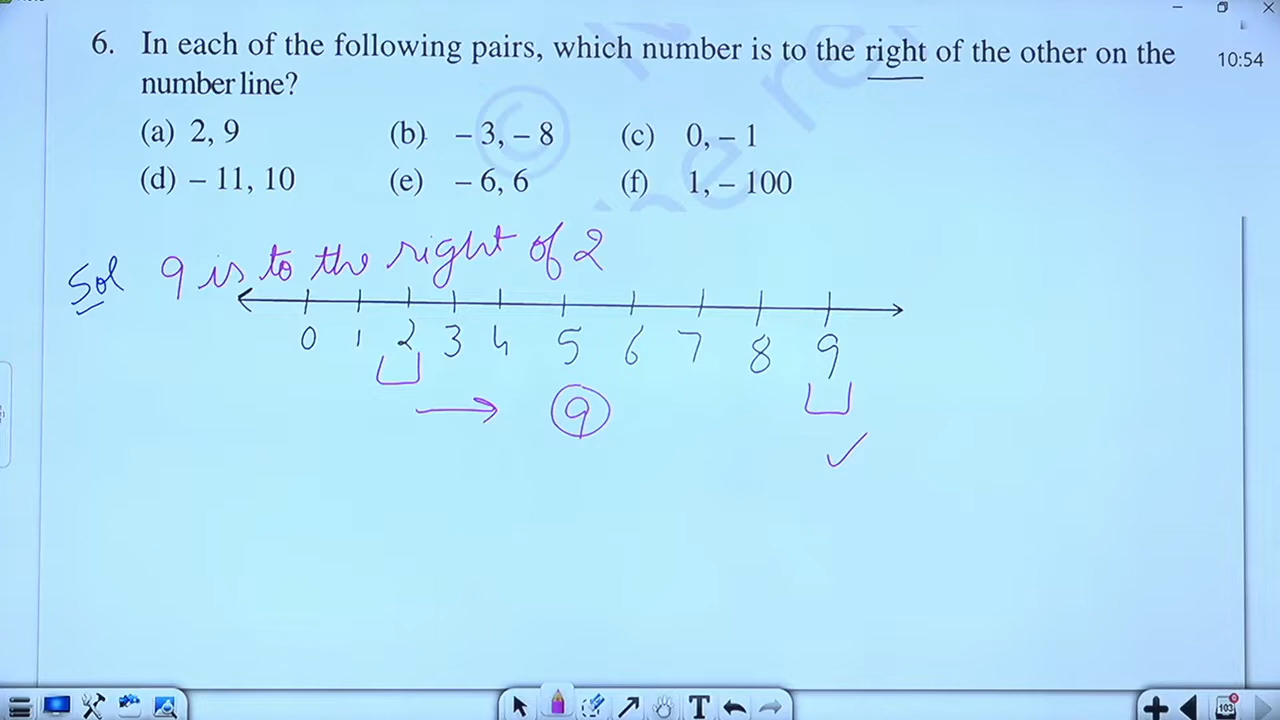 6. In each of the following pairs, which number is to the right of the other on the 10:54
number line?
(a) 2, 9 (b) – 3, – 8 (c) 0, – 1
(d) – 11, 10 (e) – 6, 6 (f) 1, – 100
Sol 9 is to the right of 2
0 1 2 3 4 5 6 7 8 9
9
T 103